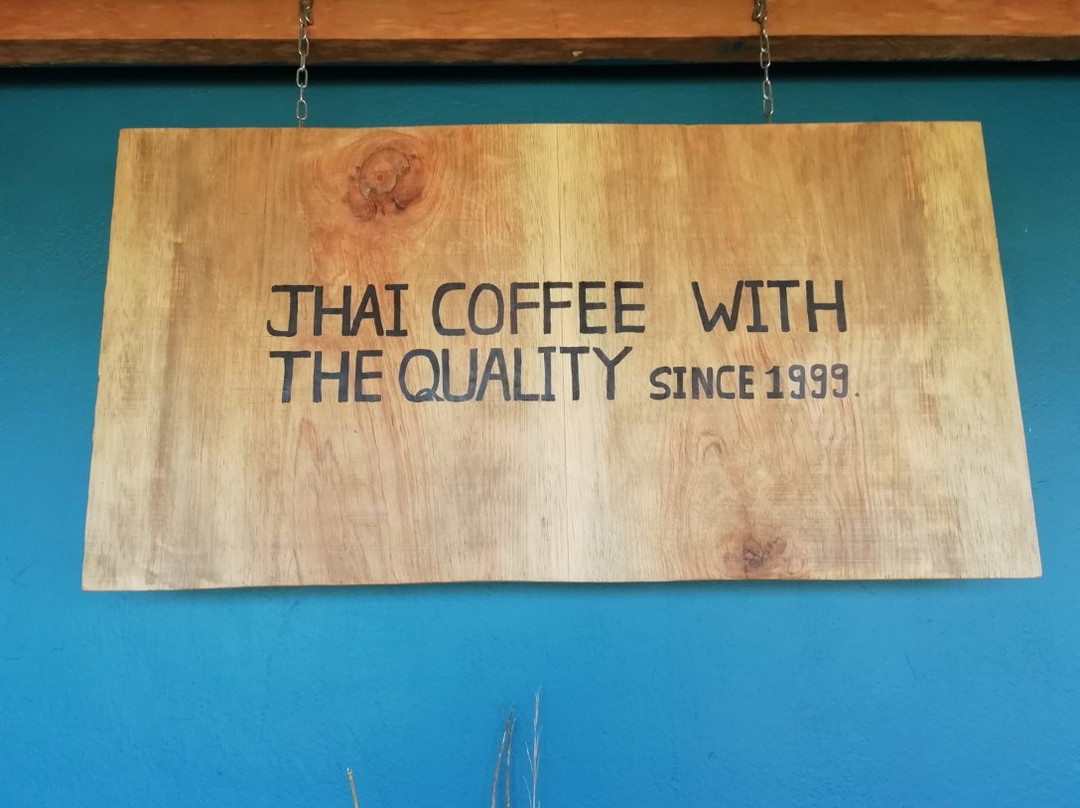 JHAI COFFEE WITH
THE QUALITY SINCE 1999.